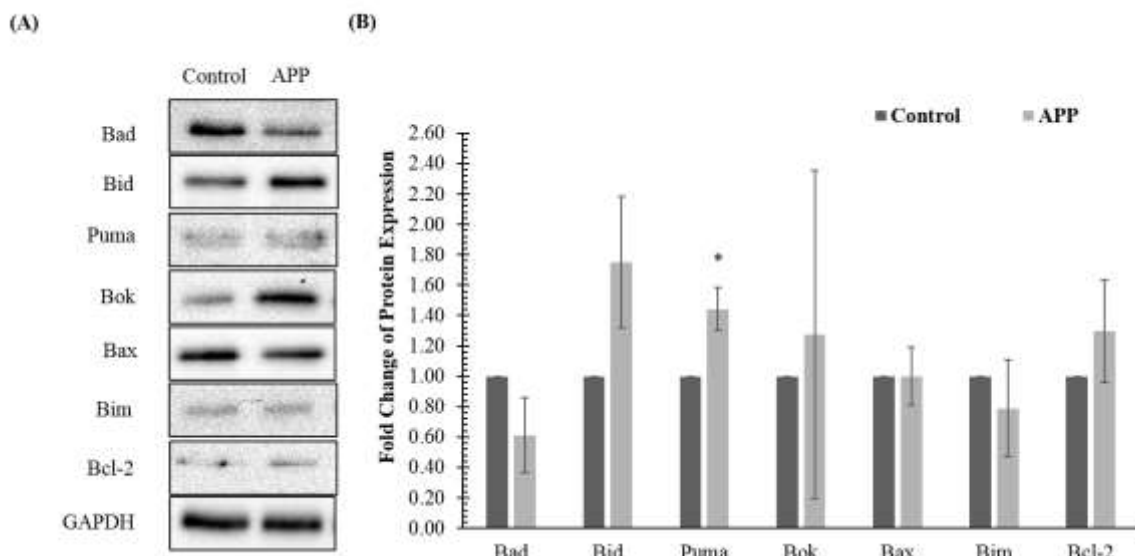 (A)
(B)
Control APP
Bad
Bid
Puma
Bok
Bax
Bim
Bcl-2
GAPDH
Control APP
Fold Change of Protein Expression
2.60
2.40
2.20
2.00
1.80
1.60
1.40
1.20
1.00
0.80
0.60
0.40
0.20
0.00
*
Bad Bid Puma Bok Bax Bim Bcl-2